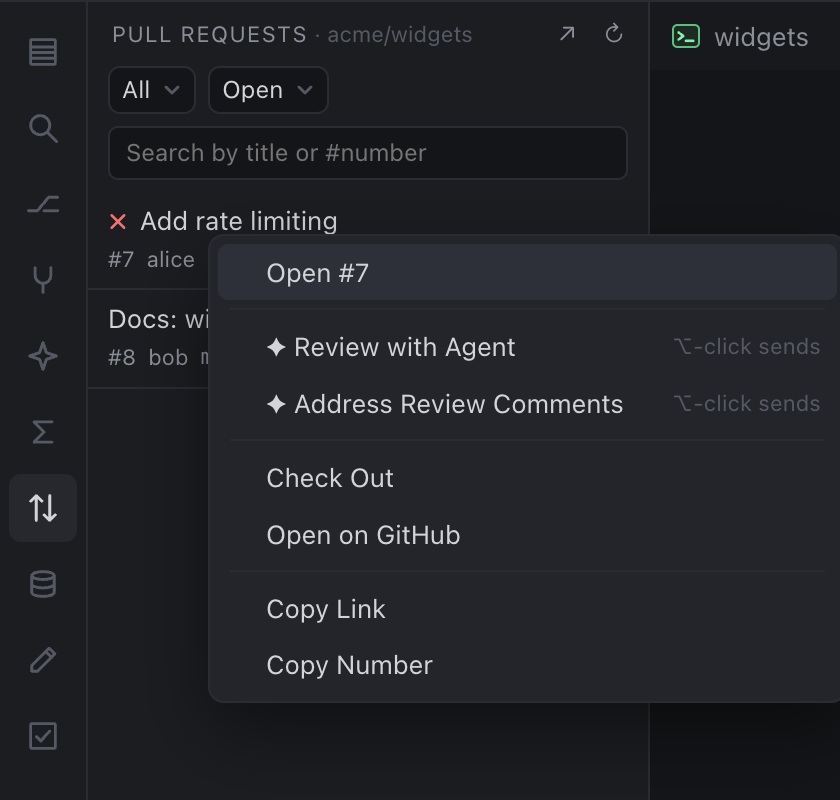 PULL REQUESTS · acme/widgets
widgets
All
Open
Search by title or #number
Add rate limiting
#7 alice
Docs:
#8 bob
Open #7
Review with Agent ⌥-click sends
Address Review Comments ⌥-click sends
Check Out
Open on GitHub
Copy Link
Copy Number